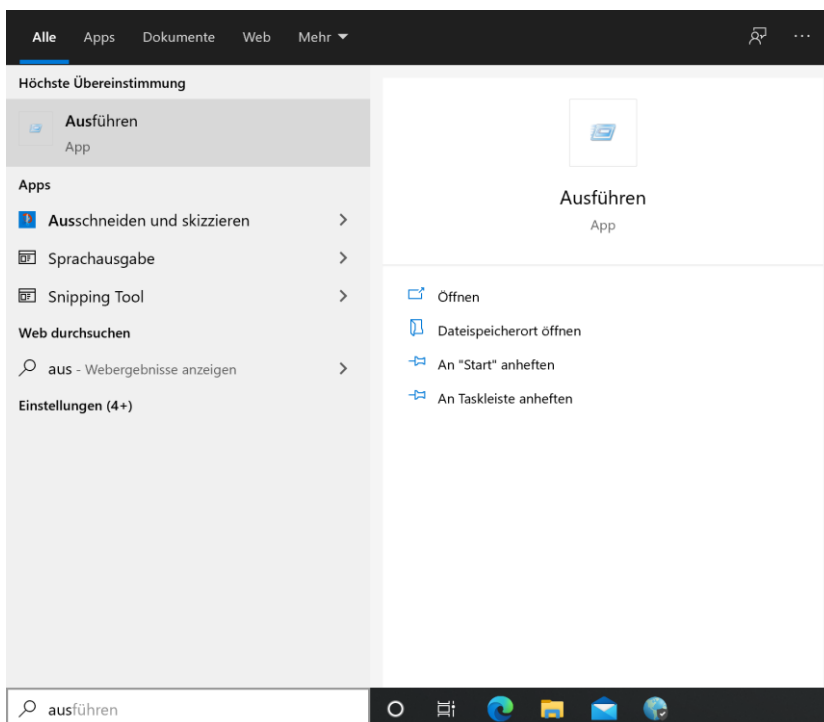 Alle Apps Dokumente Web Mehr
Höchste Übereinstimmung
Ausführen
App
Apps
Ausschneiden und skizzieren
Sprachausgabe
Snipping Tool
Web durchsuchen
aus - Webergebnisse anzeigen
Einstellungen (4+)
Ausführen
App
Öffnen
Dateispeicherort öffnen
An "Start" anheften
An Taskleiste anheften
ausführen